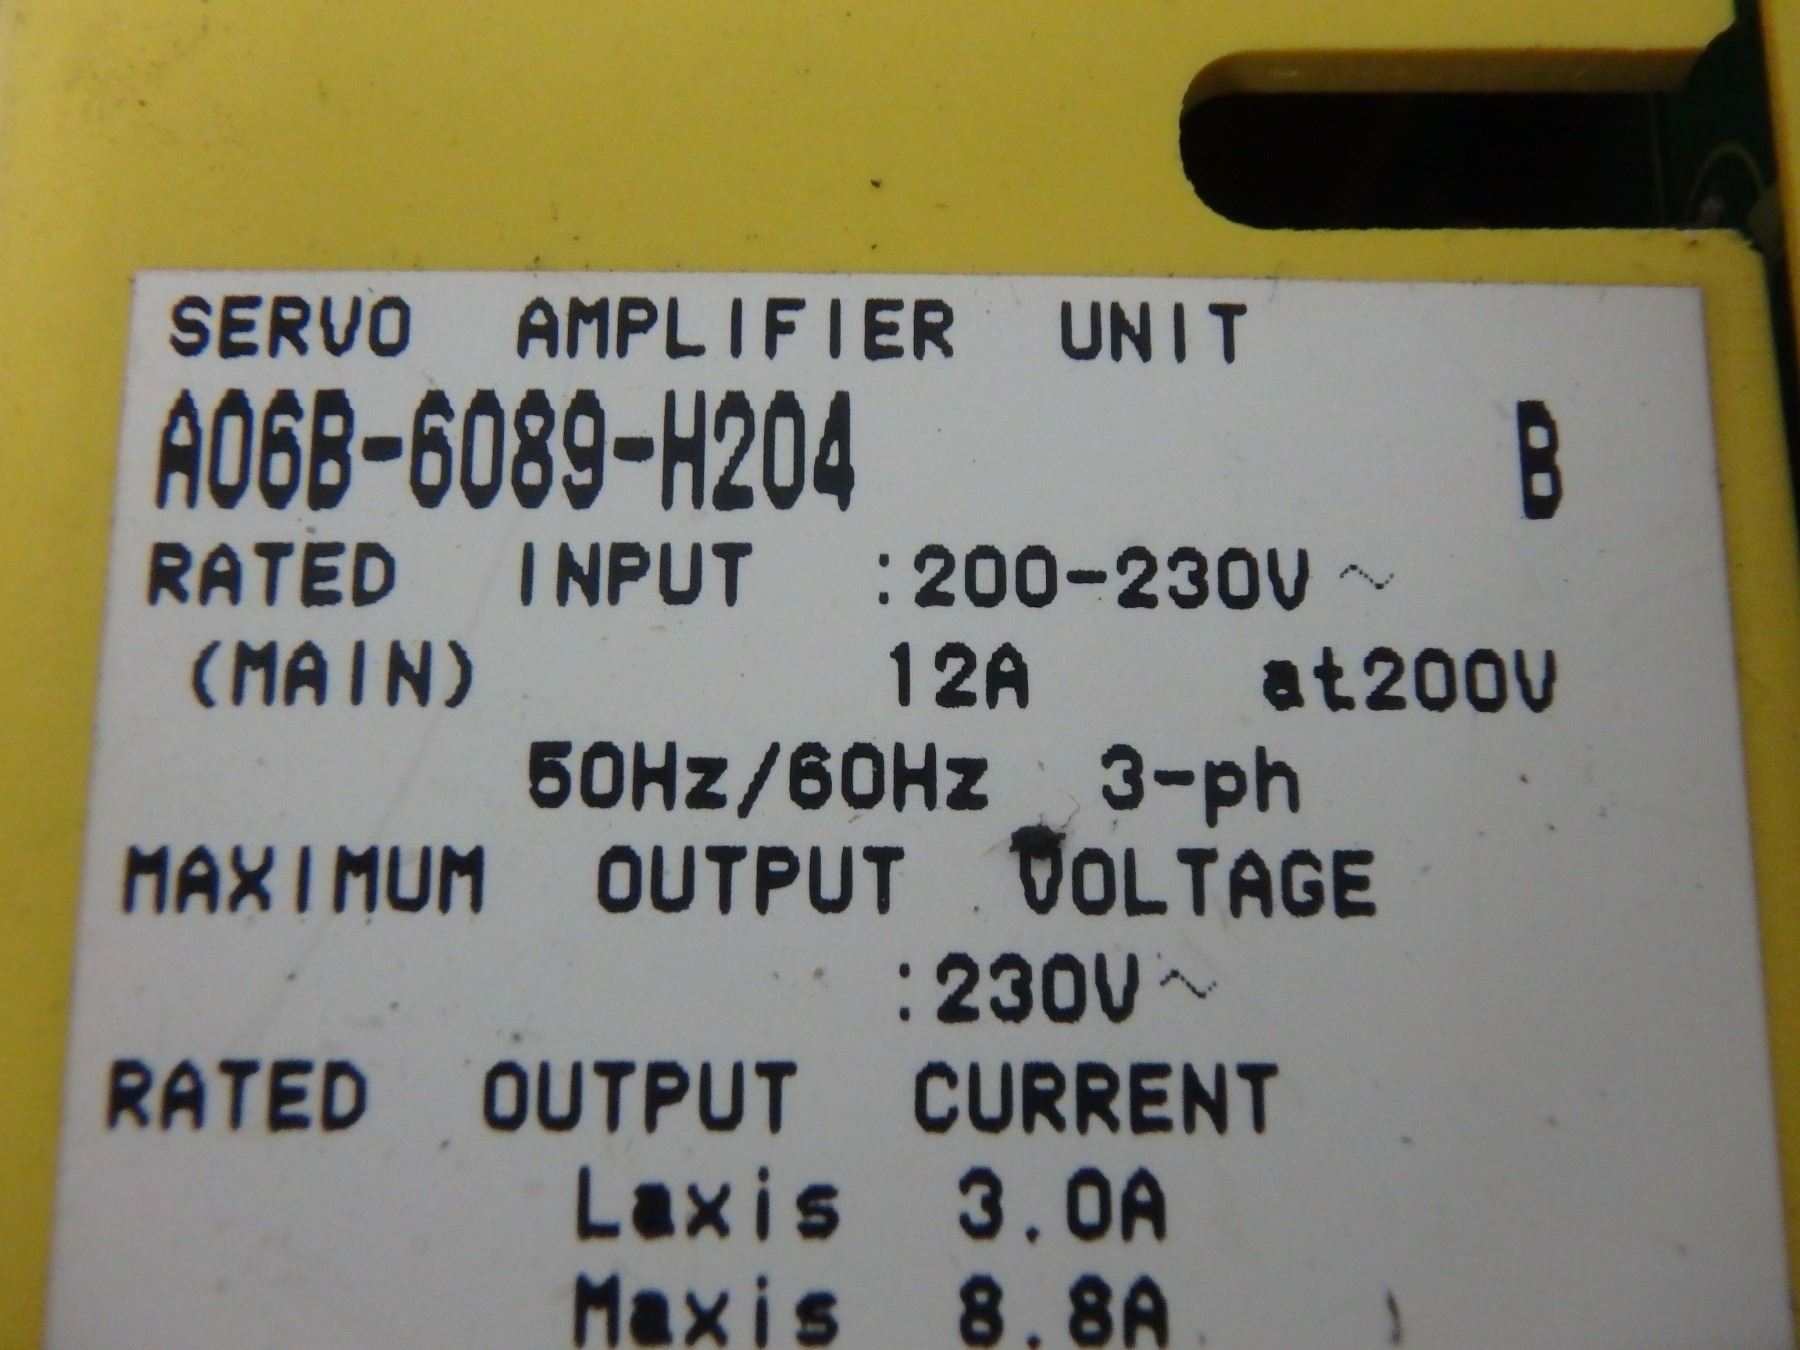 SERVO AMPLIFIER UNIT
A06B-6089-H204 B
RATED INPUT :200-230V~
(MAIN) 12A at200V
50Hz/60Hz 3-ph
MAXIMUM OUTPUT VOLTAGE
:230V~
RATED OUTPUT CURRENT
Laxis 3.0A
Maxis 8.8A